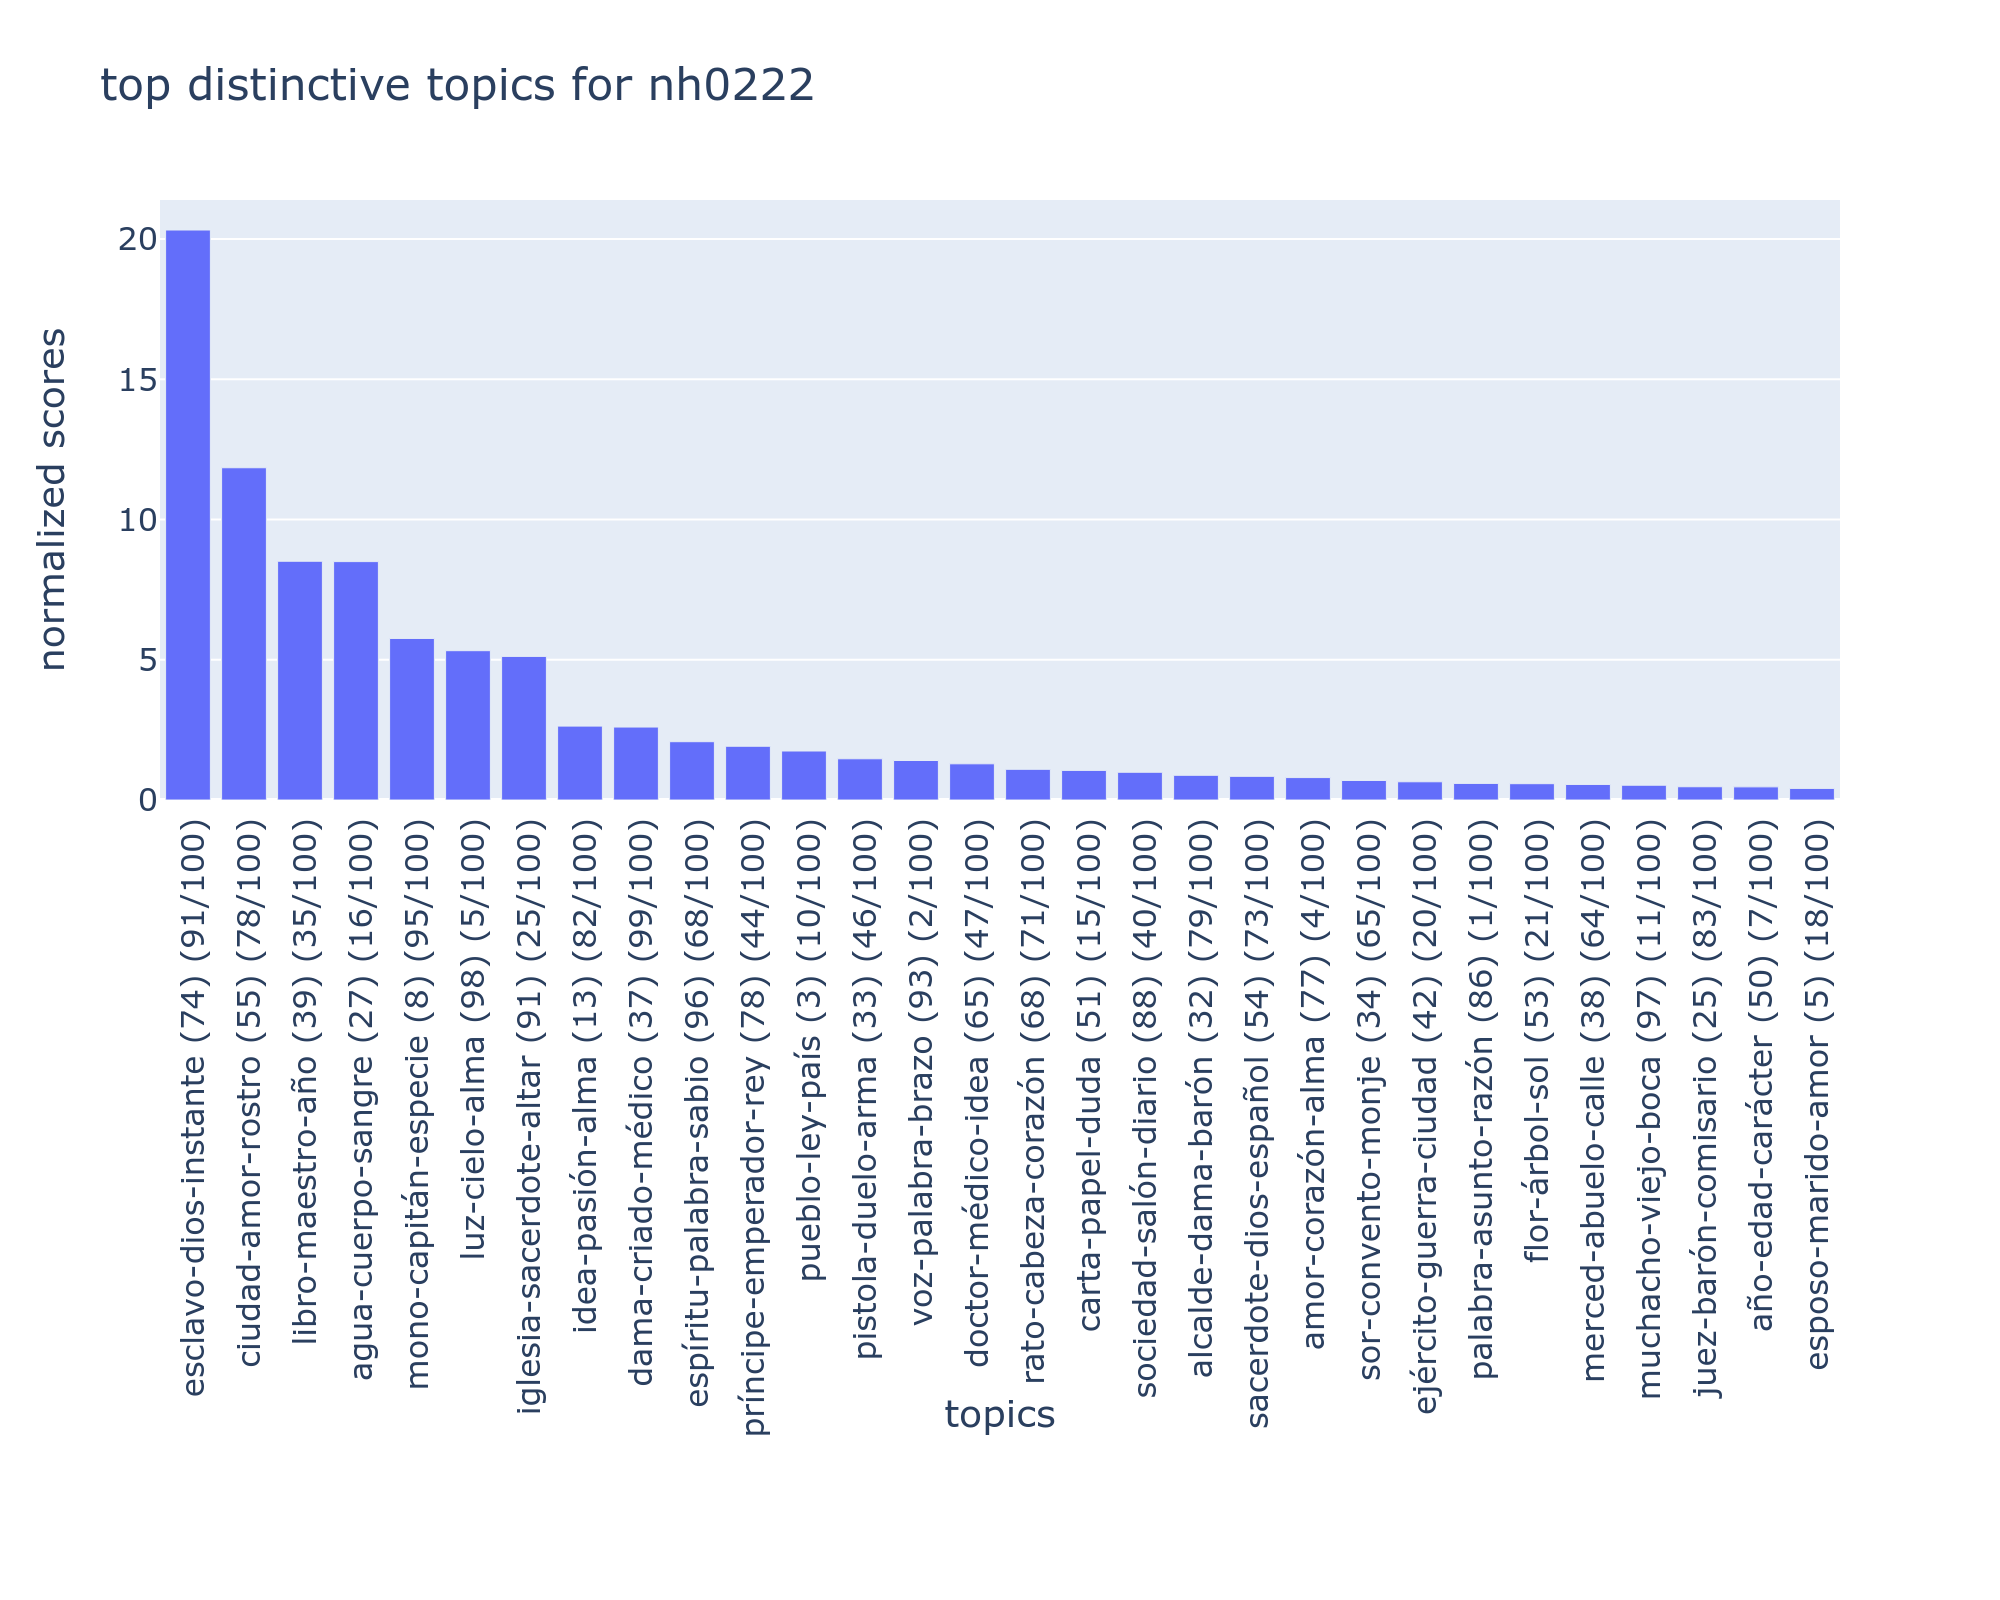 top distinctive topics for nh0222
normalized scores
20
15
10
5
0
esclavo-dios-instante (74) (91/100)
ciudad-amor-rostro (55) (78/100)
libro-maestro-año (39) (35/100)
agua-cuerpo-sangre (27) (16/100)
mono-capitán-especie (8) (95/100)
luz-cielo-alma (98) (5/100)
iglesia-sacerdote-altar (91) (25/100)
idea-pasión-alma (13) (82/100)
dama-criado-médico (37) (99/100)
espíritu-palabra-sabio (96) (68/100)
príncipe-emperador-rey (78) (44/100)
pueblo-ley-país (3) (10/100)
pistola-duelo-arma (33) (46/100)
voz-palabra-brazo (93) (2/100)
doctor-médico-idea (65) (47/100)
rato-cabeza-corazón (68) (71/100)
carta-papel-duda (51) (15/100)
sociedad-salón-diario (88) (40/100)
alcalde-dama-barón (32) (79/100)
sacerdote-dios-español (54) (73/100)
amor-corazón-alma (77) (4/100)
sor-convento-monje (34) (65/100)
ejército-guerra-ciudad (42) (20/100)
palabra-asunto-razón (86) (1/100)
flor-árbol-sol (53) (21/100)
merced-abuelo-calle (38) (64/100)
muchacho-viejo-boca (97) (11/100)
juez-barón-comisario (25) (83/100)
año-edad-carácter (50) (7/100)
esposo-marido-amor (5) (18/100)
topics